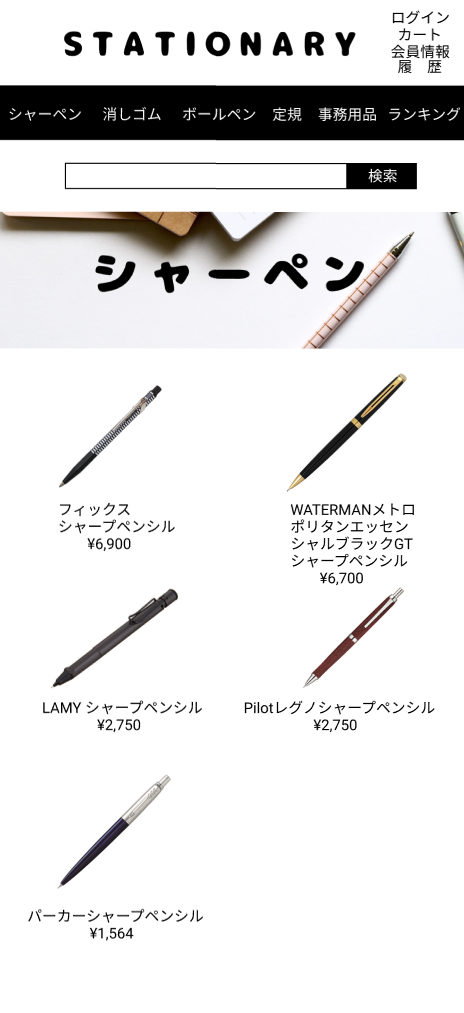 STATIONARY
ログイン
カート
会員情報
履　歴
シャーペン 消しゴム ボールペン 定規 事務用品 ランキング
検索
シャーペン
フィックス
シャープペンシル
¥6,900
WATERMANメトロ
ポリタンエッセン
シャルブラックGT
シャープペンシル
¥6,700
LAMY シャープペンシル
¥2,750
Pilotレグノシャープペンシル
¥2,750
パーカーシャープペンシル
¥1,564